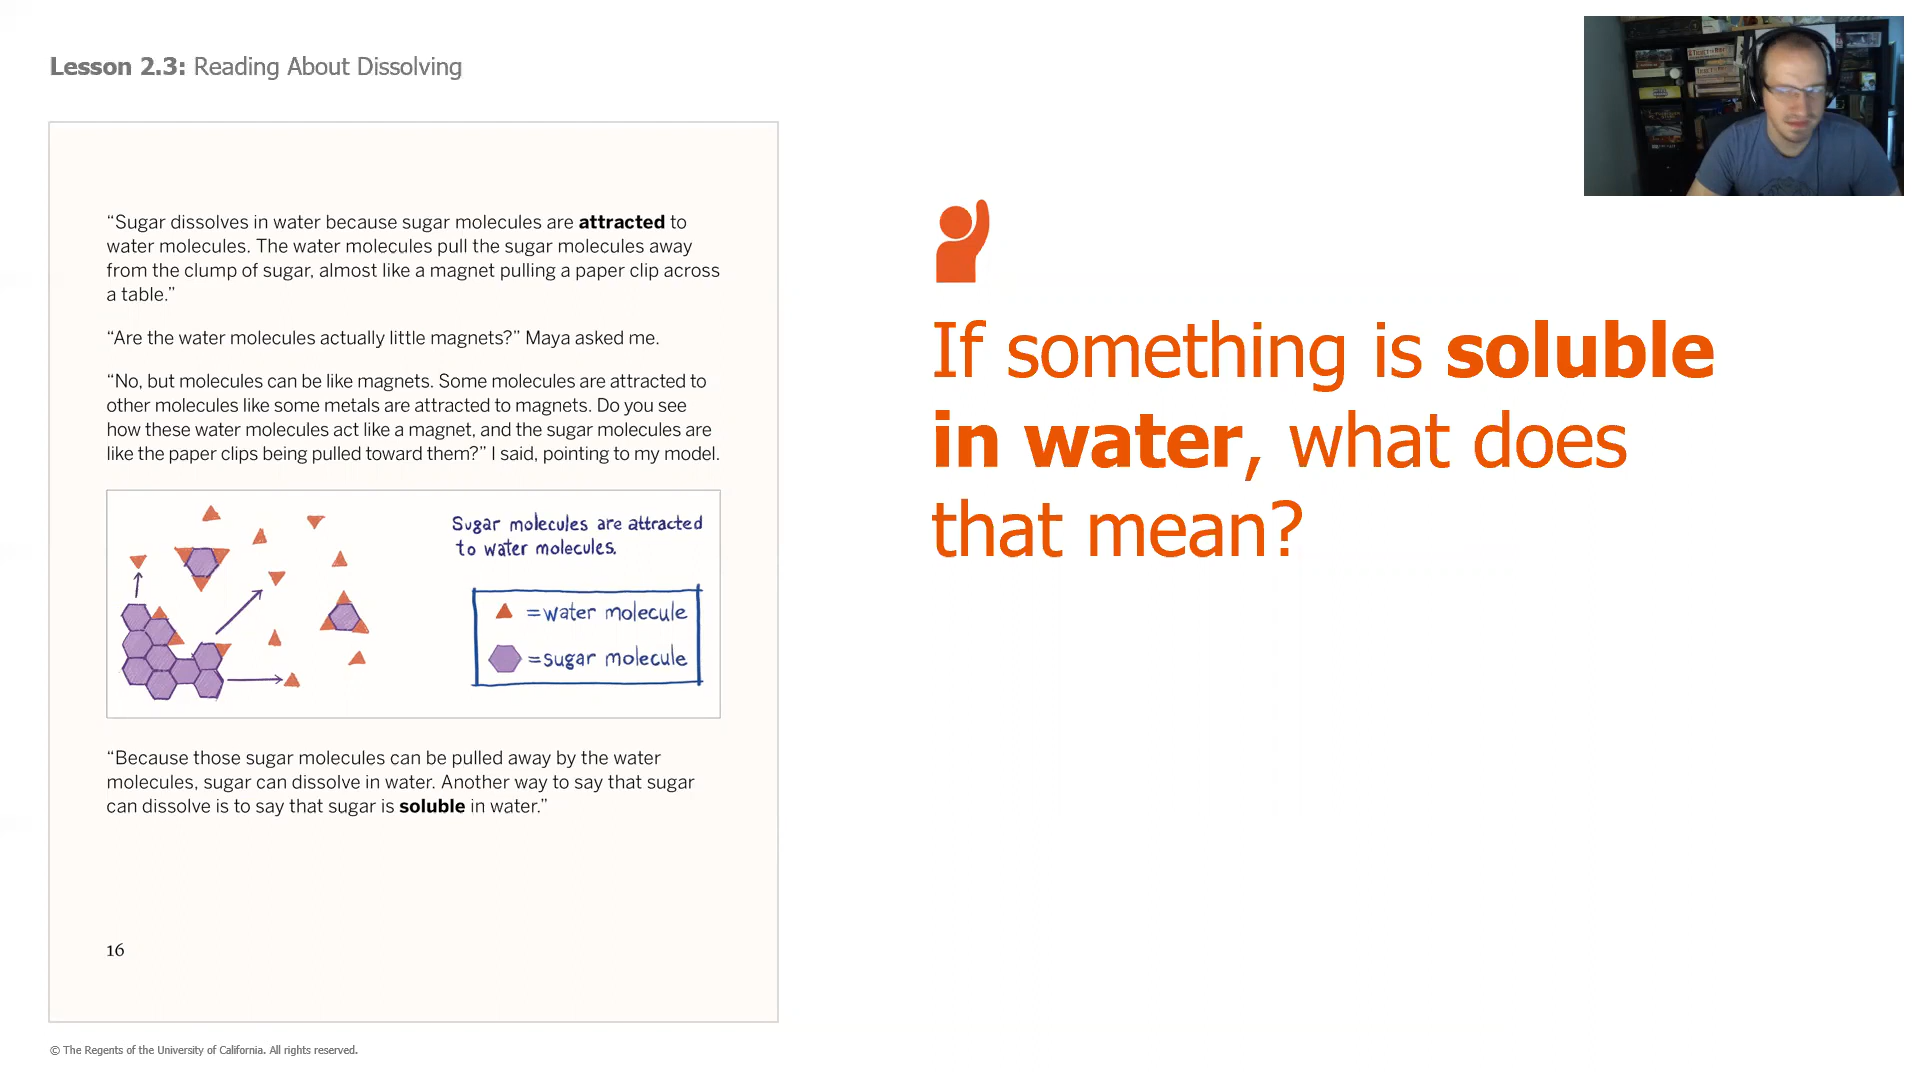 Lesson 2.3: Reading About Dissolving
“Sugar dissolves in water because sugar molecules are attracted to
water molecules. The water molecules pull the sugar molecules away
from the clump of sugar, almost like a magnet pulling a paper clip across
a table.”
“Are the water molecules actually little magnets?” Maya asked me.
“No, but molecules can be like magnets. Some molecules are attracted to
other molecules like some metals are attracted to magnets. Do you see
how these water molecules act like a magnet, and the sugar molecules are
like the paper clips being pulled toward them?” I said, pointing to my model.
Sugar molecules are attracted
to water molecules.
=water molecule
=sugar molecule
“Because those sugar molecules can be pulled away by the water
molecules, sugar can dissolve in water. Another way to say that sugar
can dissolve is to say that sugar is soluble in water.”
16
If something is soluble
in water, what does
that mean?
© The Regents of the University of California. All rights reserved.